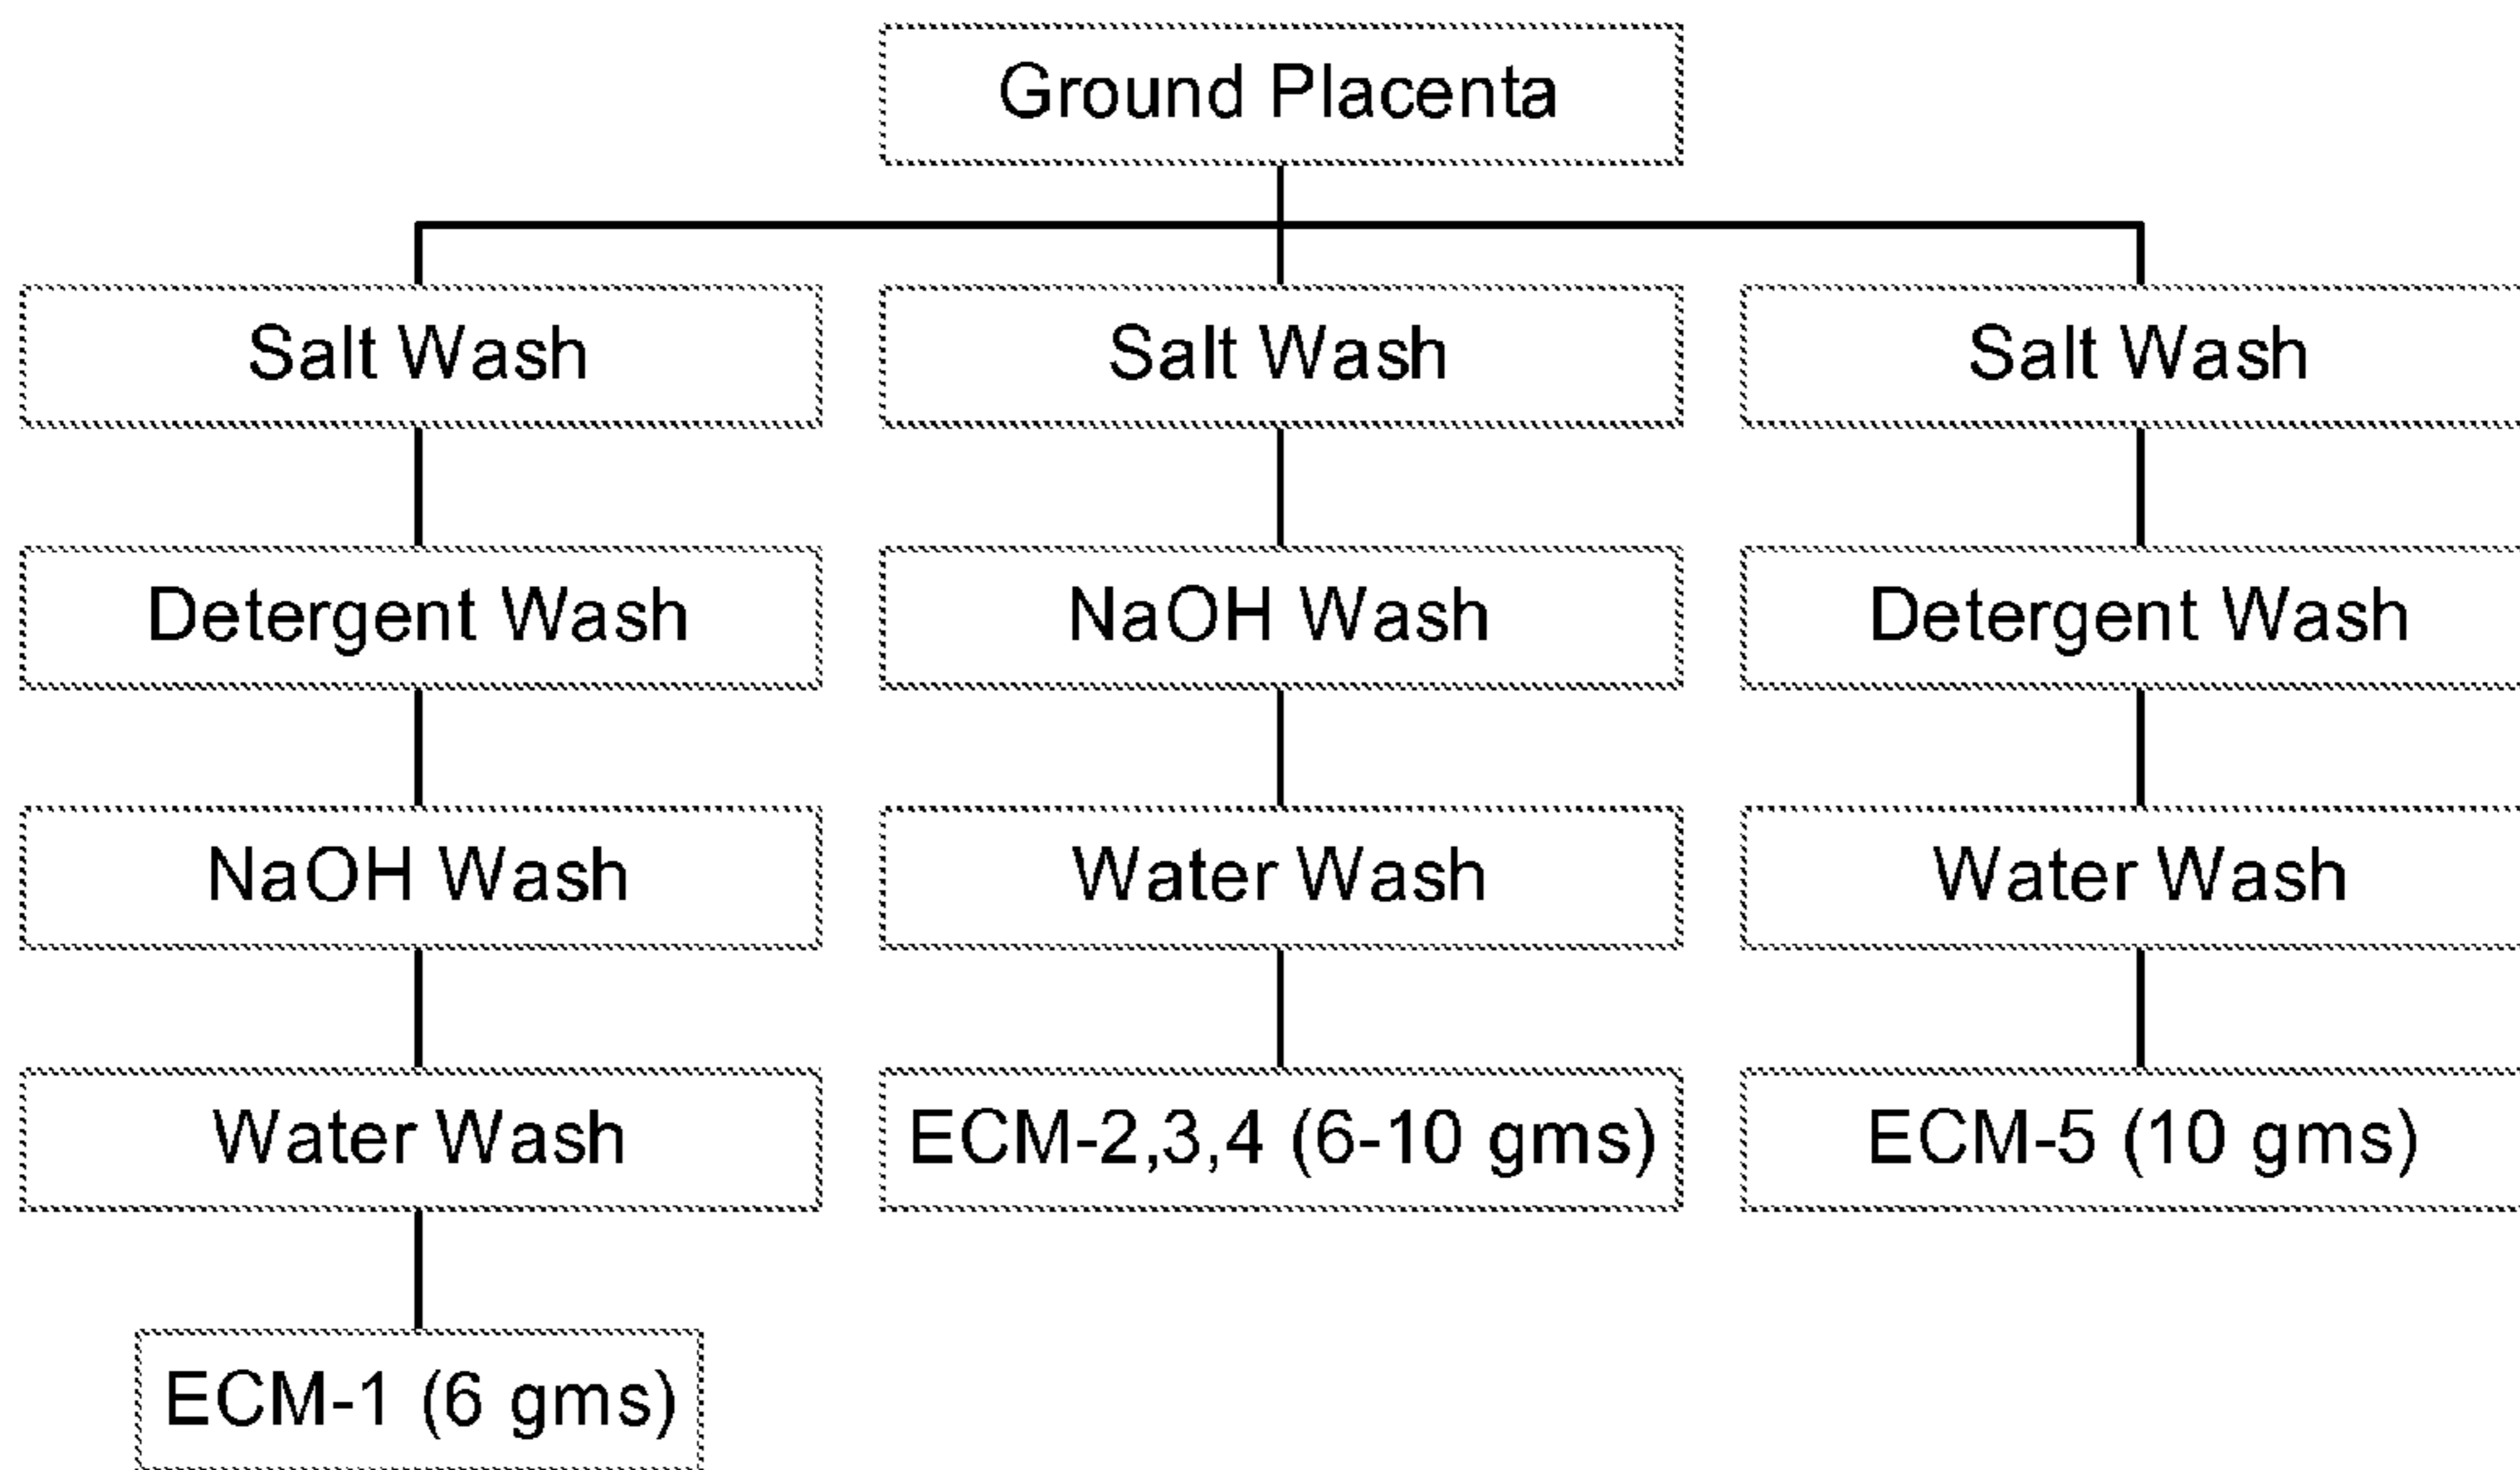 Ground Placenta
Salt Wash
Salt Wash
Salt Wash
Detergent Wash
NaOH Wash
Detergent Wash
NaOH Wash
Water Wash
Water Wash
Water Wash
ECM-2,3,4 (6-10 gms)
ECM-5 (10 gms)
ECM-1 (6 gms)